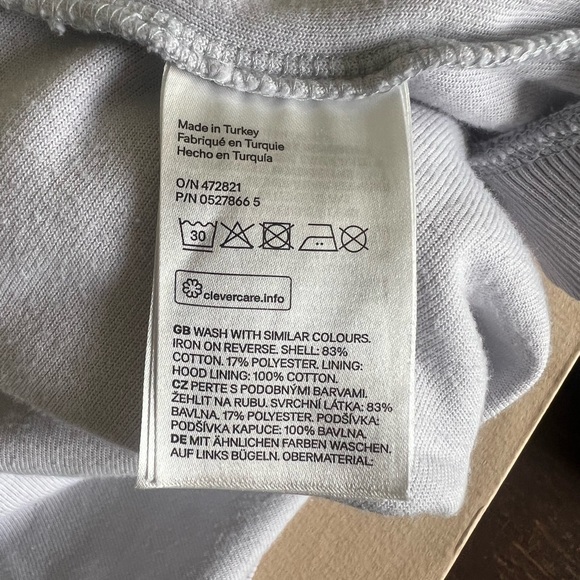 Made in Turkey
Fabriqué en Turquie
Hecho en Turquía
O/N 472821
P/N 0527866 5
30
clevercare.info
GB WASH WITH SIMILAR COLOURS.
IRON ON REVERSE. SHELL: 83%
COTTON. 17% POLYESTER. LINING:
HOOD LINING: 100% COTTON.
CZ PERTE S PODOBNÝMI BARVAMI.
ŽEHLIT NA RUBU. SVRCHNÍ LÁTKA: 83%
BAVLNA. 17% POLYESTER. PODŠÍVKA:
PODŠÍVKA KAPUCE: 100% BAVLNA.
DE MIT ÄHNLICHEN FARBEN WASCHEN.
AUF LINKS BÜGELN. OBERMATERIAL: